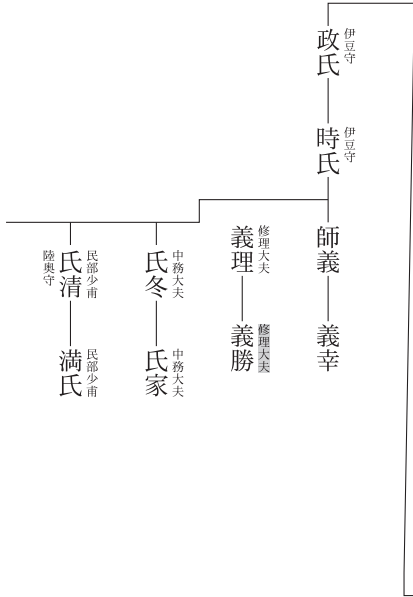 伊豆守
政氏
伊豆守
時氏
師義
義幸
修理大夫
義理
修理大夫
義勝
中務大夫
氏冬
中務大夫
氏家
民部少甫
氏清
陸奥守
民部少甫
満氏